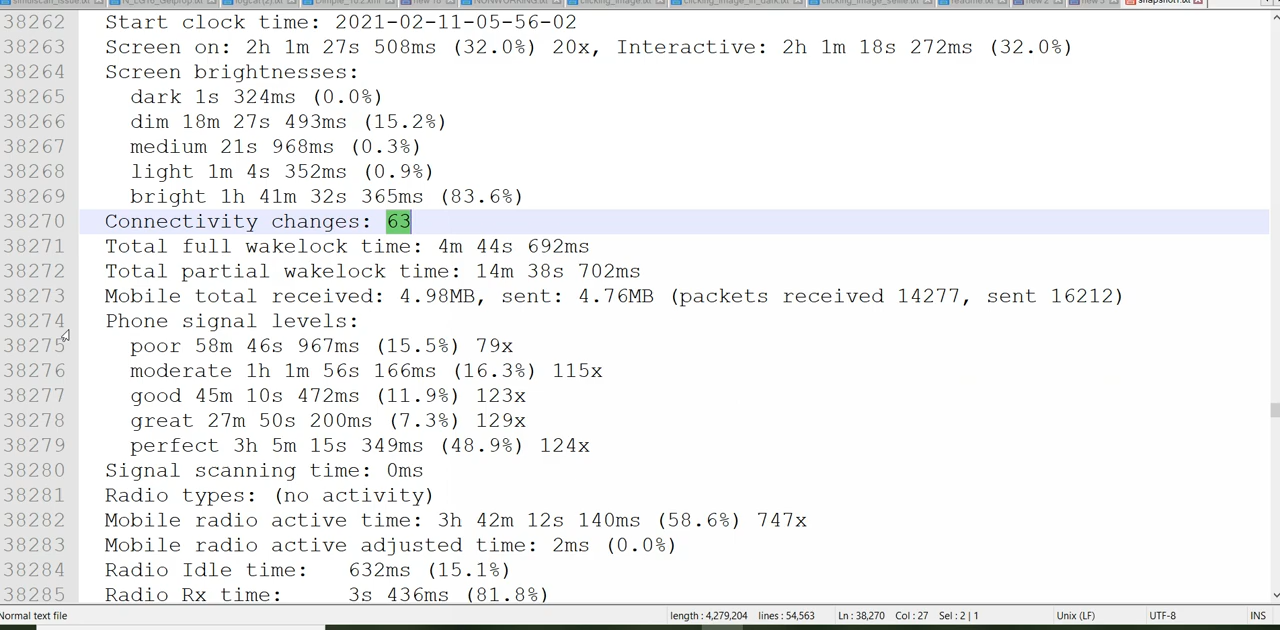 38262 Start clock time: 2021-02-11-05-56-02
38263 Screen on: 2h 1m 27s 508ms (32.0%) 20x, Interactive: 2h 1m 18s 272ms (32.0%)
38264 Screen brightnesses:
38265 dark 1s 324ms (0.0%)
38266 dim 18m 27s 493ms (15.2%)
38267 medium 21s 968ms (0.3%)
38268 light 1m 4s 352ms (0.9%)
38269 bright 1h 41m 32s 365ms (83.6%)
38270 Connectivity changes: 63
38271 Total full wakelock time: 4m 44s 692ms
38272 Total partial wakelock time: 14m 38s 702ms
38273 Mobile total received: 4.98MB, sent: 4.76MB (packets received 14277, sent 16212)
38274 Phone signal levels:
38275 poor 58m 46s 967ms (15.5%) 79x
38276 moderate 1h 1m 56s 166ms (16.3%) 115x
38277 good 45m 10s 472ms (11.9%) 123x
38278 great 27m 50s 200ms (7.3%) 129x
38279 perfect 3h 5m 15s 349ms (48.9%) 124x
38280 Signal scanning time: 0ms
38281 Radio types: (no activity)
38282 Mobile radio active time: 3h 42m 12s 140ms (58.6%) 747x
38283 Mobile radio active adjusted time: 2ms (0.0%)
38284 Radio Idle time: 632ms (15.1%)
38285 Radio Rx time: 3s 436ms (81.8%)
Normal text file length : 4,279,204 lines : 54,563 Ln : 38,270 Col : 27 Sel : 2 | 1 Unix (LF) UTF-8 INS